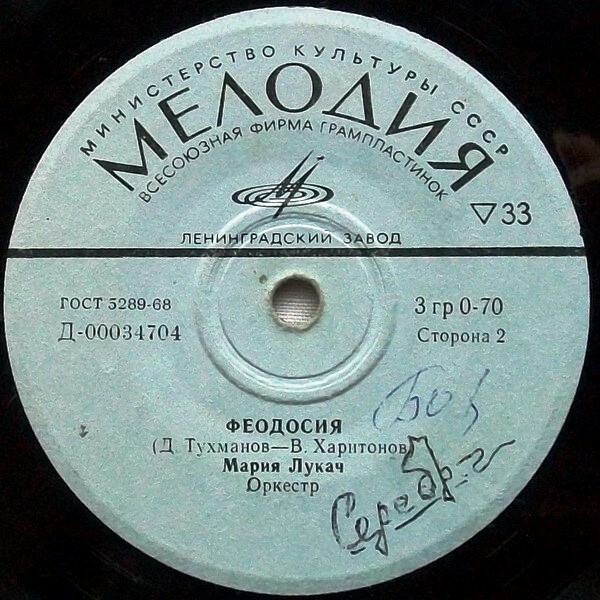 МИНИСТЕРСТВО КУЛЬТУРЫ СССР
МЕЛОДИЯ
ВСЕСОЮЗНАЯ ФИРМА ГРАМПЛАСТИНОК
▽33
ЛЕНИНГРАДСКИЙ ЗАВОД
ГОСТ 5289-68
3 гр 0-70
Д-00034704
Сторона 2
ФЕОДОСИЯ
(Д. Тухманов—В. Харитонов)
Мария Лукач
Оркестр